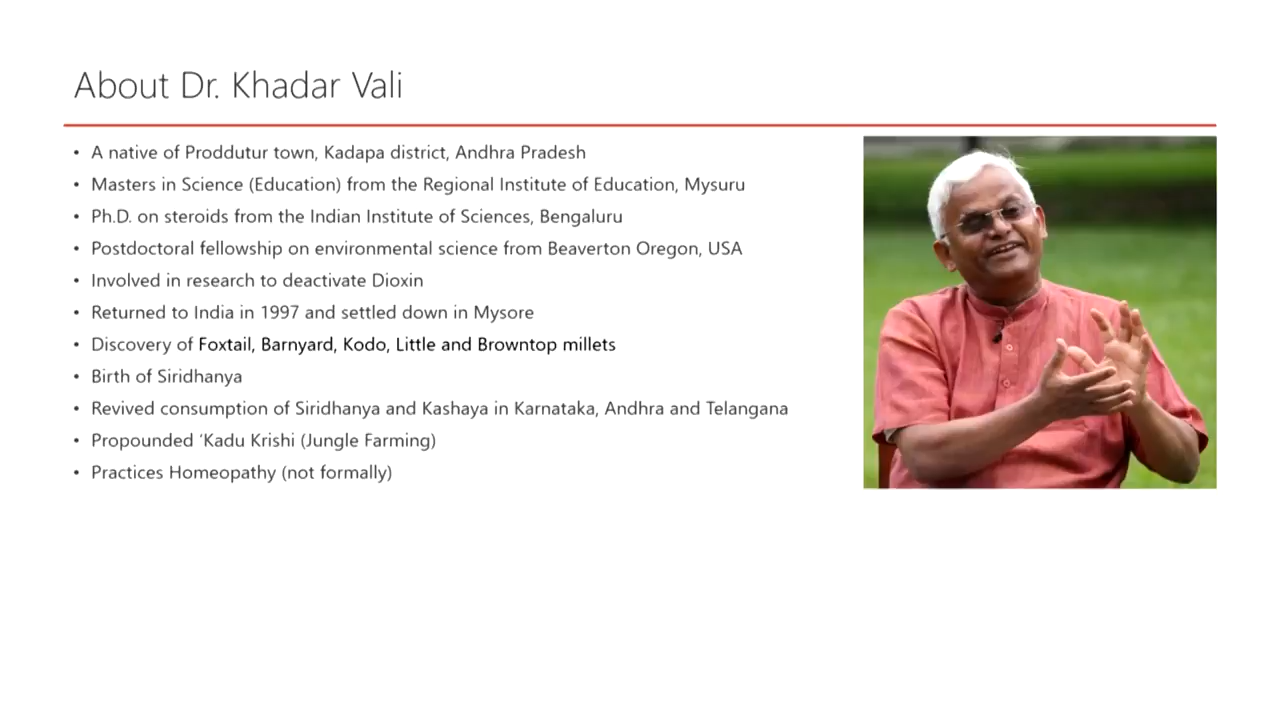 About Dr. Khadar Vali
• A native of Proddutur town, Kadapa district, Andhra Pradesh
• Masters in Science (Education) from the Regional Institute of Education, Mysuru
• Ph.D. on steroids from the Indian Institute of Sciences, Bengaluru
• Postdoctoral fellowship on environmental science from Beaverton Oregon, USA
• Involved in research to deactivate Dioxin
• Returned to India in 1997 and settled down in Mysore
• Discovery of Foxtail, Barnyard, Kodo, Little and Browntop millets
• Birth of Siridhanya
• Revived consumption of Siridhanya and Kashaya in Karnataka, Andhra and Telangana
• Propounded ‘Kadu Krishi (Jungle Farming)
• Practices Homeopathy (not formally)